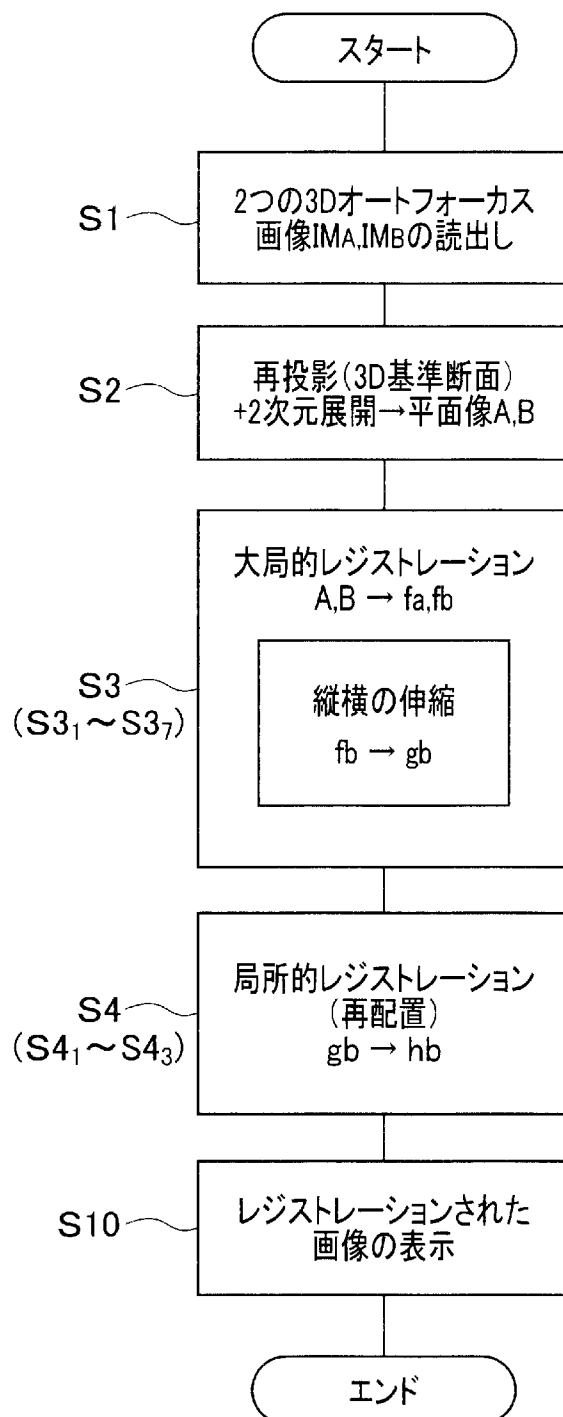 スタート
S1
2つの3Dオートフォーカス
画像IMA,IMBの読出し
S2
再投影(3D基準断面)
+2次元展開→平面像A,B
S3
(S3₁～S3₇)
大局的レジストレーション
A,B → fa,fb
縦横の伸縮
fb → gb
S4
(S4₁～S4₃)
局所的レジストレーション
(再配置)
gb → hb
S10
レジストレーションされた
画像の表示
エンド